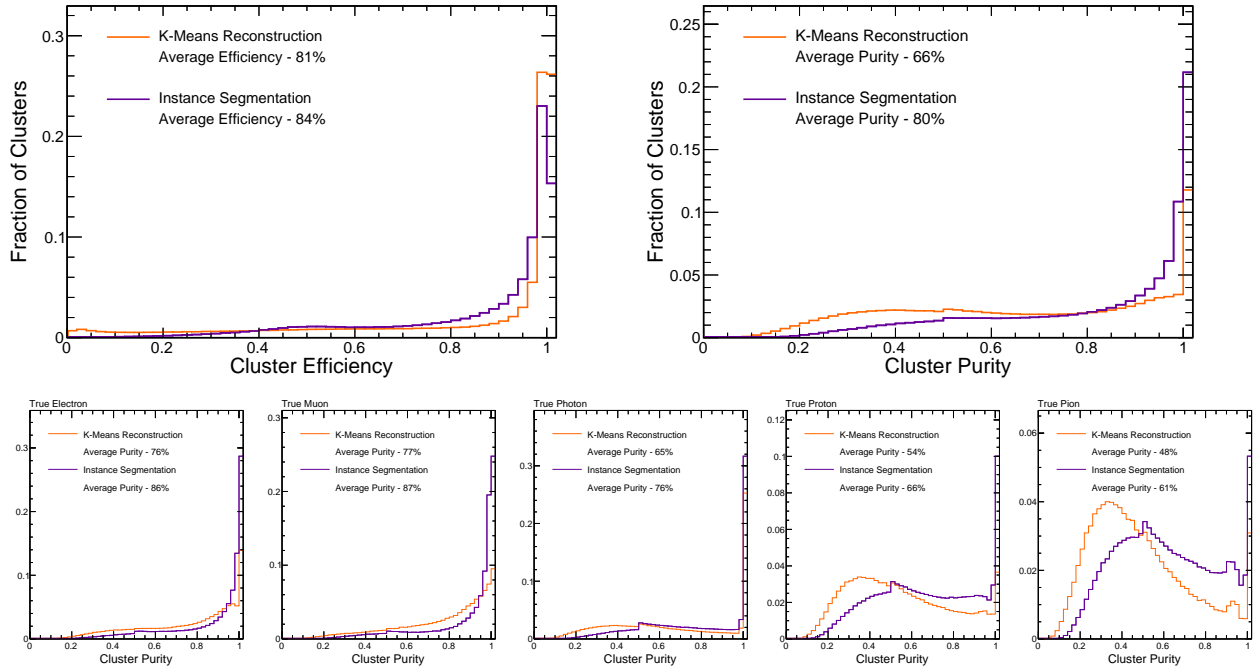 K-Means Reconstruction
Average Efficiency - 81%
Instance Segmentation
Average Efficiency - 84%
Fraction of Clusters
0.3
0.2
0.1
0
0 0.2 0.4 0.6 0.8 1
Cluster Efficiency
K-Means Reconstruction
Average Purity - 66%
Instance Segmentation
Average Purity - 80%
Fraction of Clusters
0.25
0.2
0.15
0.1
0.05
0
0 0.2 0.4 0.6 0.8 1
Cluster Purity
True Electron
K-Means Reconstruction
Average Purity - 76%
Instance Segmentation
Average Purity - 86%
0.3
0.2
0.1
0
0 0.2 0.4 0.6 0.8 1
Cluster Purity
True Muon
K-Means Reconstruction
Average Purity - 77%
Instance Segmentation
Average Purity - 87%
0.3
0.2
0.1
0
0 0.2 0.4 0.6 0.8 1
Cluster Purity
True Photon
K-Means Reconstruction
Average Purity - 65%
Instance Segmentation
Average Purity - 76%
0.3
0.2
0.1
0
0 0.2 0.4 0.6 0.8 1
Cluster Purity
True Proton
K-Means Reconstruction
Average Purity - 54%
Instance Segmentation
Average Purity - 66%
0.12
0.10
0.08
0.06
0.04
0.02
0.00
0 0.2 0.4 0.6 0.8 1
Cluster Purity
True Pion
K-Means Reconstruction
Average Purity - 48%
Instance Segmentation
Average Purity - 61%
0.06
0.04
0.02
0.00
0 0.2 0.4 0.6 0.8 1
Cluster Purity